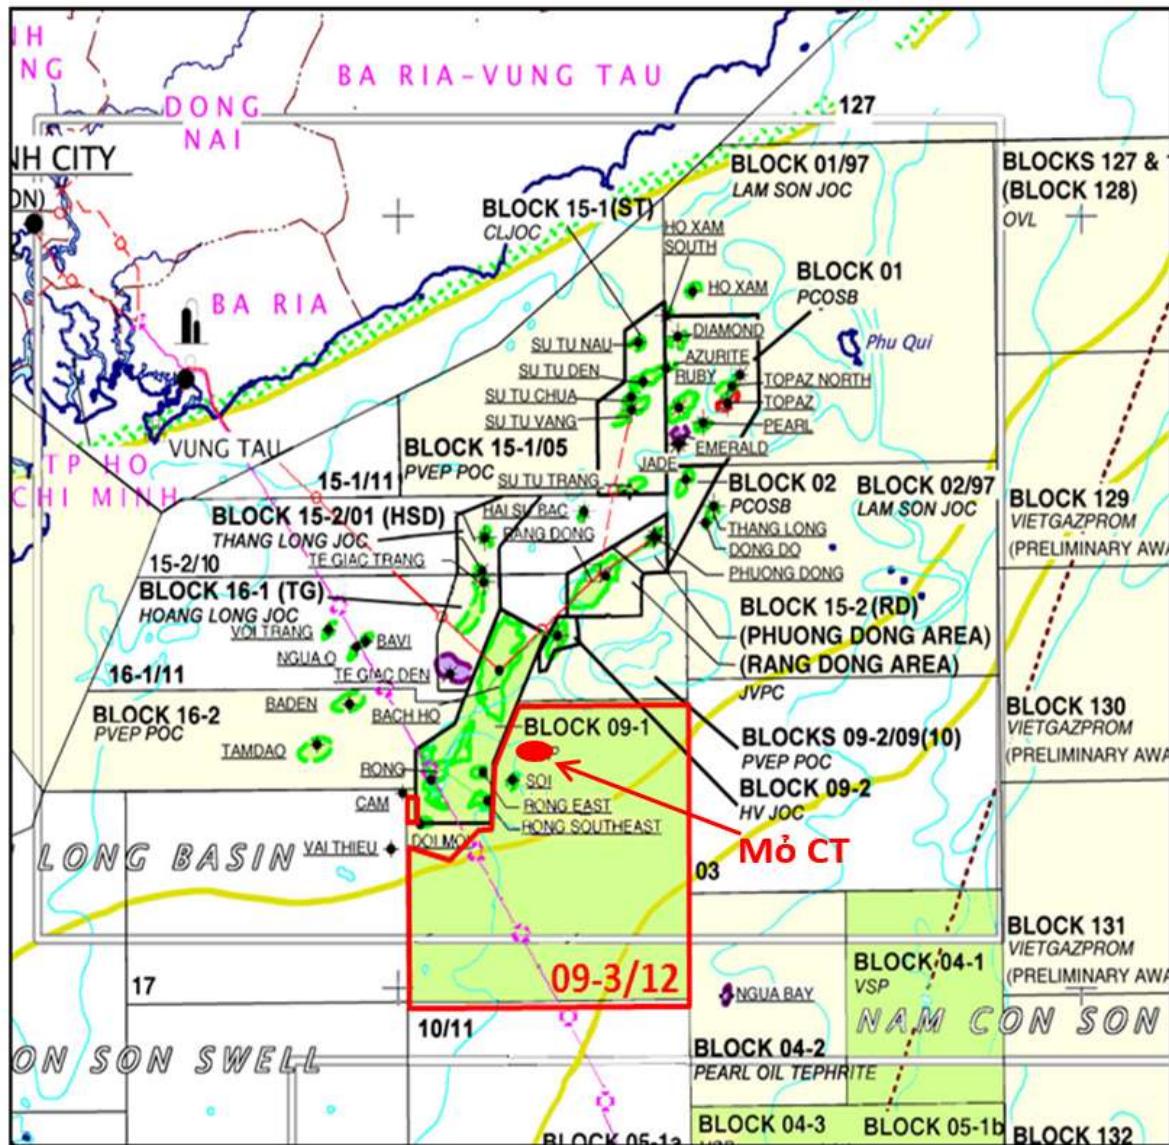 NH
NG
BA RIA-VUNG TAU
DONG
NAI
127
NH CITY
ON)
BLOCK 01/97
LAM SON JOC
BLOCKS 127 & 1
(BLOCK 128)
OVL
BLOCK 15-1(ST)
CLJOC
HO XAM
SOUTH
BLOCK 01
PCOSB
HO XAM
BA RIA
DIAMOND
Phu Qui
SU TU NAU
AZURITE
SU TU DEN
RUBY
TOPAZ NORTH
SU TU CHUA
TOPAZ
SU TU VANG
PEARL
VUNG TAU
BLOCK 15-1/05
PVEP POC
EMERALD
JADE
TP HO
CHI MINH
15-1/11
SU TU TRANG
BLOCK 02
PCOSB
BLOCK 02/97
LAM SON JOC
BLOCK 129
VIETGAZPROM
(PRELIMINARY AWA
BLOCK 15-2/01 (HSD)
THANG LONG JOC
HAI SU BAC
RANG DONG
THANG LONG
DONG DO
15-2/10
TE GIAC TRANG
PHUONG DONG
BLOCK 16-1 (TG)
HOANG LONG JOC
BLOCK 15-2 (RD)
(PHUONG DONG AREA)
(RANG DONG AREA)
JVPC
VOI TRANG
BAVI
NGUA O
TE GIAC DEN
16-1/11
BADEN
BACH HO
BLOCK 16-2
PVEP POC
BLOCK 09-1
BLOCK 130
VIETGAZPROM
(PRELIMINARY AWA
TAMDAO
P
BLOCKS 09-2/09(10)
PVEP POC
RONG
SOI
BLOCK 09-2
HV JOC
CAM
RONG EAST
RONG SOUTHEAST
DOI MOI
LONG BASIN
VAI THIEU
Mỏ CT
03
BLOCK 131
VIETGAZPROM
(PRELIMINARY AWA
BLOCK 04-1
VSP
09-3/12
17
NGUA BAY
NAM CON SON
10/11
ON SON SWELL
BLOCK 04-2
PEARL OIL TEPHRITE
BLOCK 04-3
BLOCK 05-1b
BLOCK 132
BLOCK 05-1a